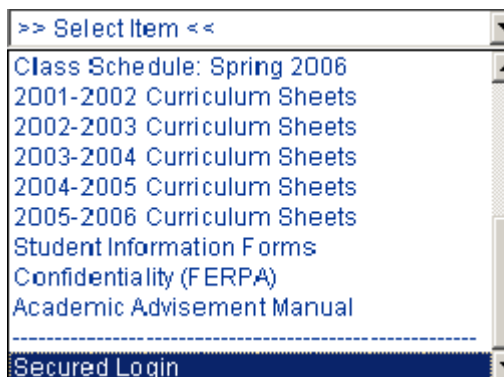 >> Select Item <<
Class Schedule: Spring 2006
2001-2002 Curriculum Sheets
2002-2003 Curriculum Sheets
2003-2004 Curriculum Sheets
2004-2005 Curriculum Sheets
2005-2006 Curriculum Sheets
Student Information Forms
Confidentiality (FERPA)
Academic Advisement Manual
--------------------------------------------------
Secured Login